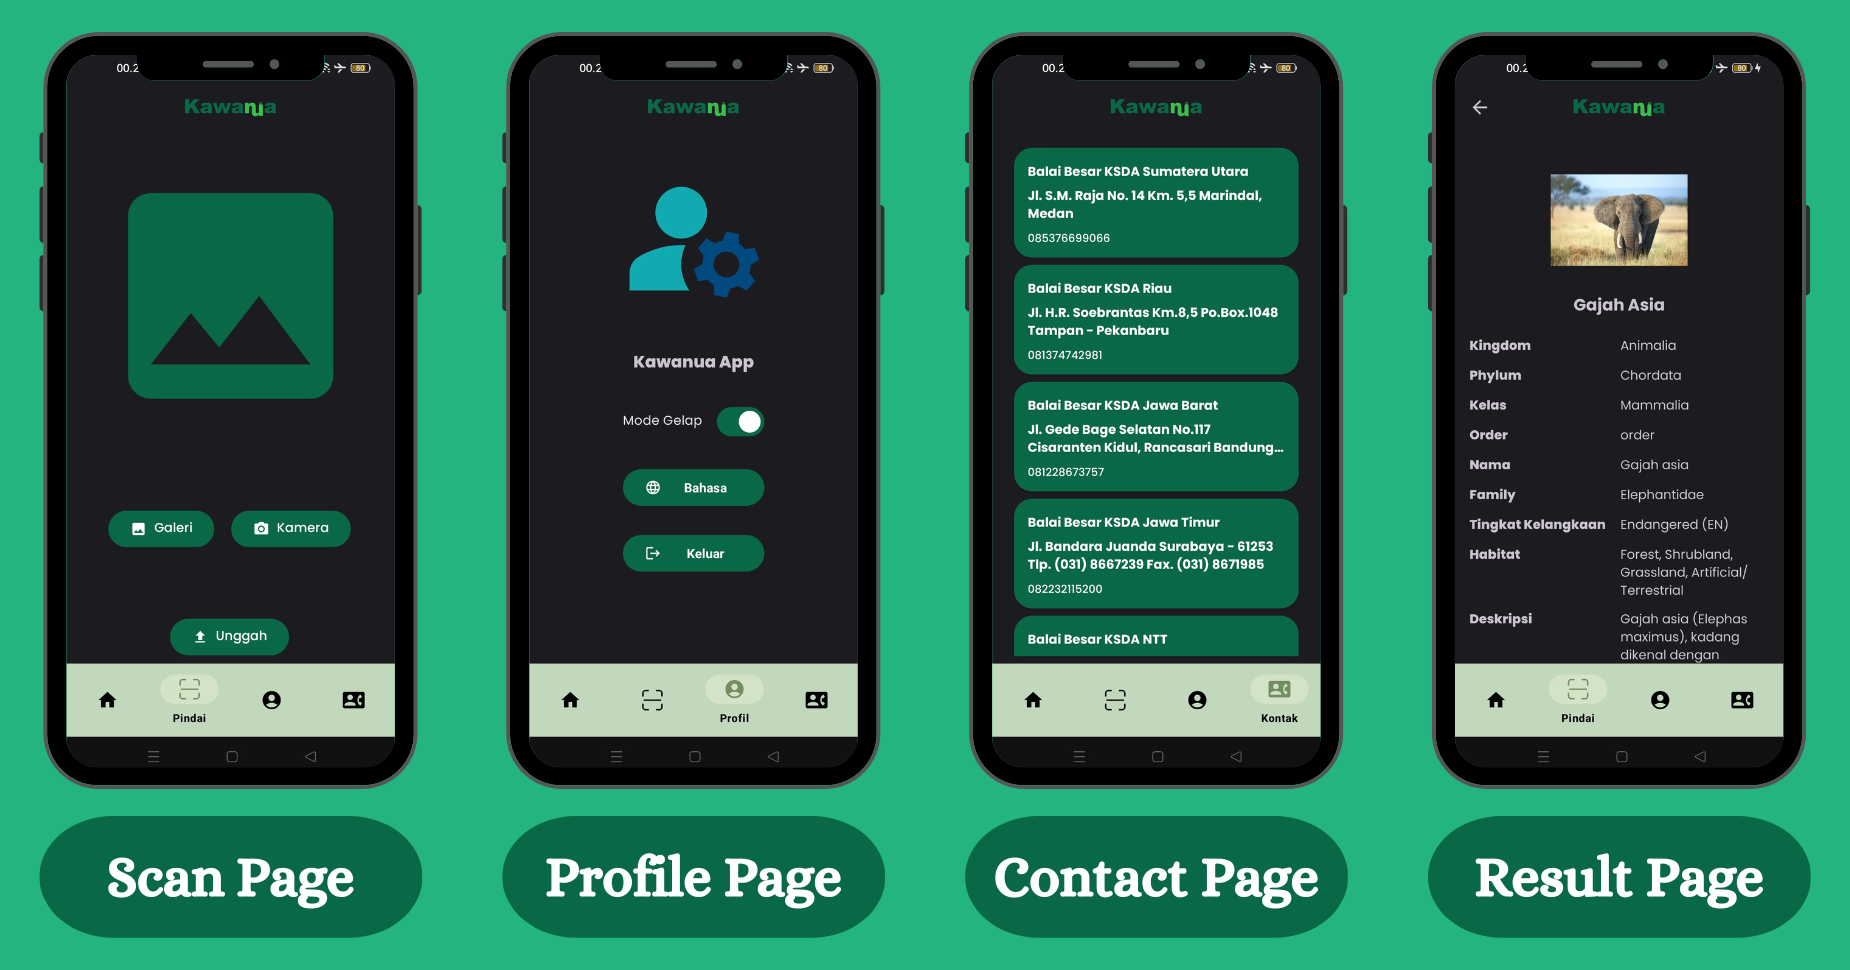 00.2
80
Kawanua
Galeri
Kamera
Unggah
Pindai
Scan Page
00.2
80
Kawanua
Kawanua App
Mode Gelap
Bahasa
Keluar
Profil
Profile Page
00.2
80
Kawanua
Balai Besar KSDA Sumatera Utara
Jl. S.M. Raja No. 14 Km. 5,5 Marindal,
Medan
085376699066
Balai Besar KSDA Riau
Jl. H.R. Soebrantas Km.8,5 Po.Box.1048
Tampan - Pekanbaru
081374742981
Balai Besar KSDA Jawa Barat
Jl. Gede Bage Selatan No.117
Cisaranten Kidul, Rancasari Bandung...
081228673757
Balai Besar KSDA Jawa Timur
Jl. Bandara Juanda Surabaya - 61253
Tlp. (031) 8667239 Fax. (031) 8671985
082232115200
Balai Besar KSDA NTT
Kontak
Contact Page
00.2
80
Kawanua
Gajah Asia
Kingdom Animalia
Phylum Chordata
Kelas Mammalia
Order order
Nama Gajah asia
Family Elephantidae
Tingkat Kelangkaan Endangered (EN)
Habitat Forest, Shrubland,
Grassland, Artificial/
Terrestrial
Deskripsi Gajah asia (Elephas
maximus), kadang
dikenal dengan
Pindai
Result Page